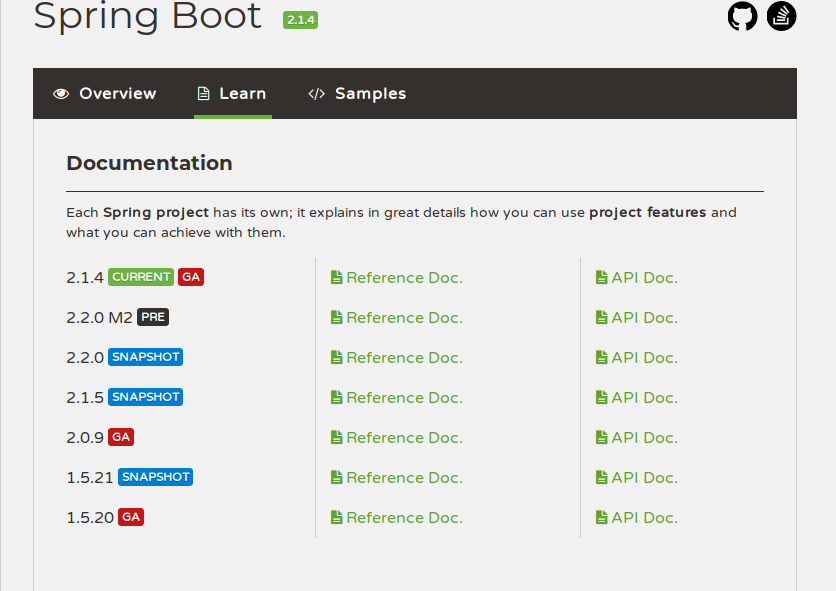 Spring Boot 2.1.4
Overview Learn Samples
Documentation
Each Spring project has its own; it explains in great details how you can use project features and
what you can achieve with them.
2.1.4 CURRENT GA Reference Doc. API Doc.
2.2.0 M2 PRE Reference Doc. API Doc.
2.2.0 SNAPSHOT Reference Doc. API Doc.
2.1.5 SNAPSHOT Reference Doc. API Doc.
2.0.9 GA Reference Doc. API Doc.
1.5.21 SNAPSHOT Reference Doc. API Doc.
1.5.20 GA Reference Doc. API Doc.